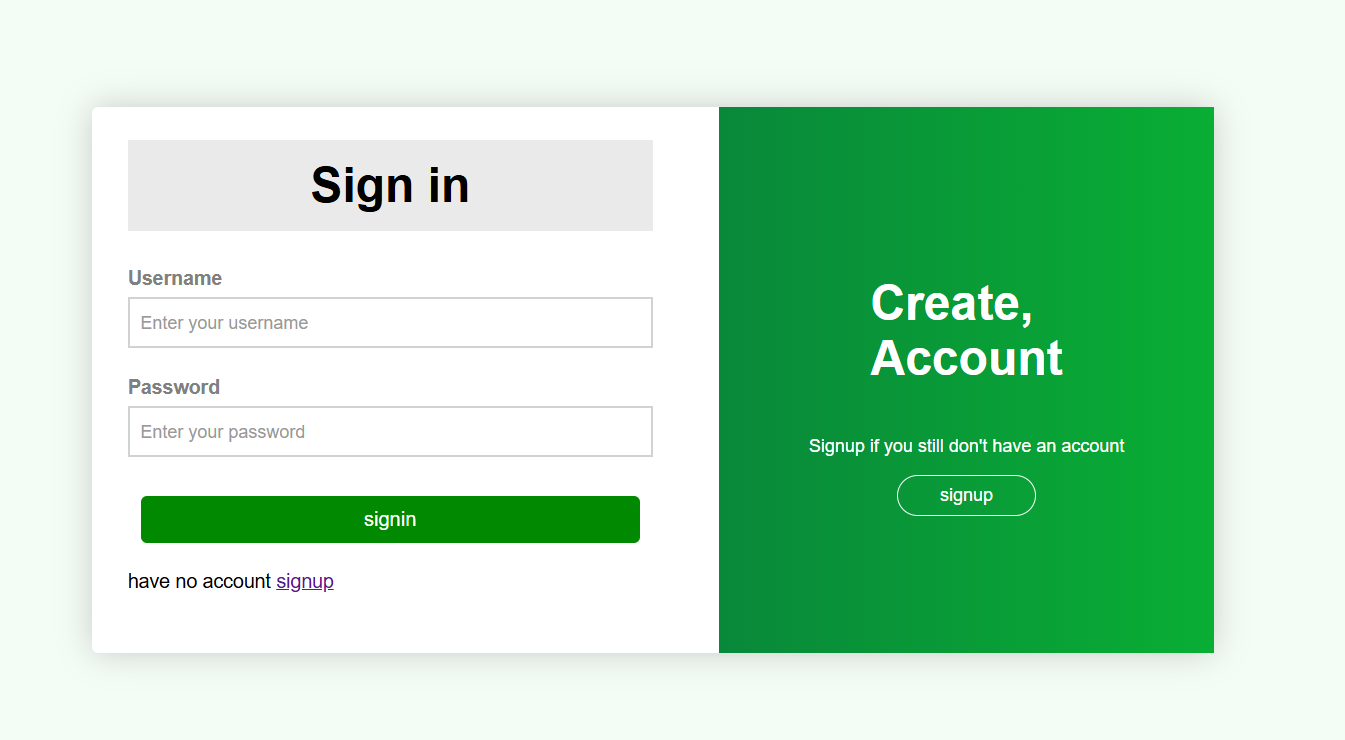 Sign in
Username
Enter your username
Password
Enter your password
signin
have no account signup
Create,
Account
Signup if you still don't have an account
signup